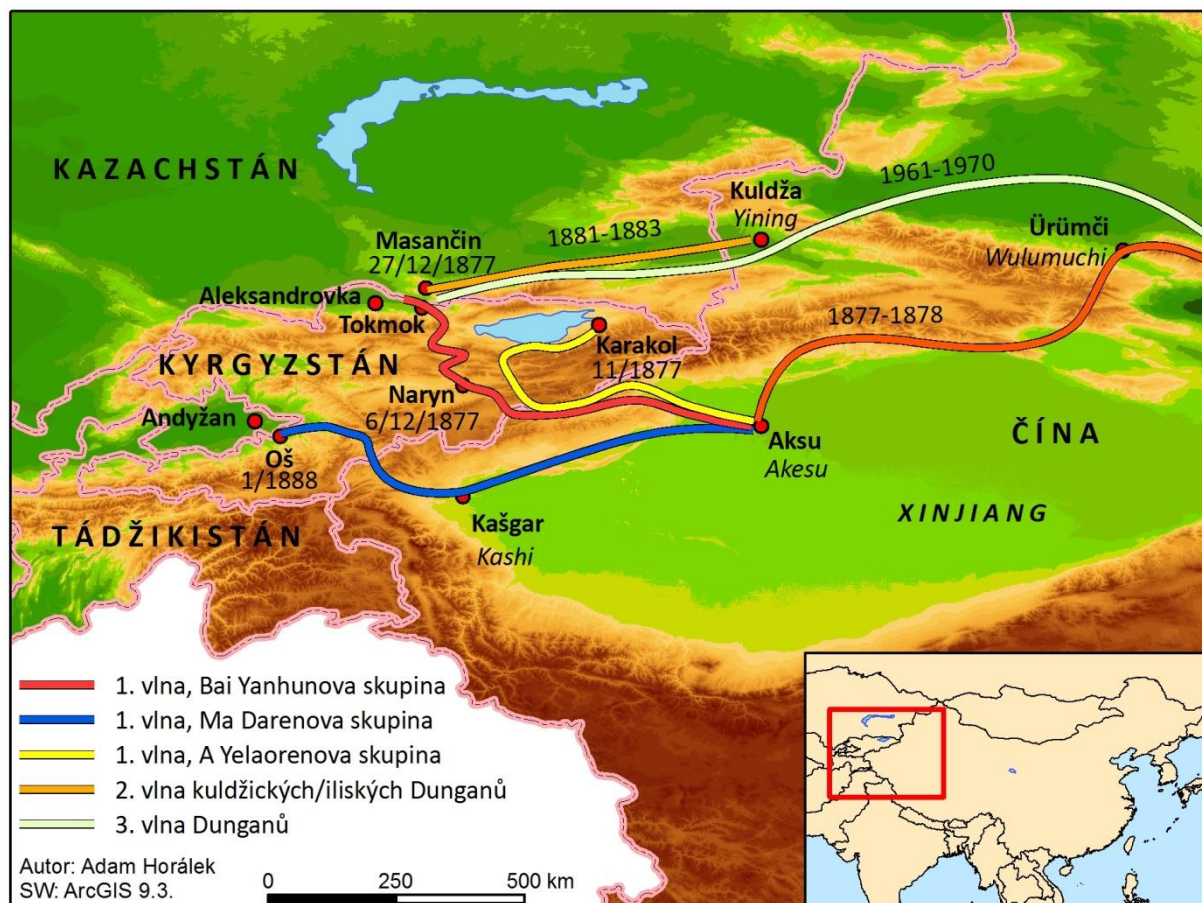 1961-1970
KAZACHSTÁN
Kuldža
Yining
Ürümči
Wulumuchi
1881-1883
Masančin
27/12/1877
Aleksandrovka
Tokmok
1877-1878
Karakol
11/1877
KYRGYZSTÁN
Naryn
6/12/1877
Andyžan
Oš
1/1888
Aksu
Akesu
ČÍNA
XINJIANG
Kašgar
Kashi
TÁDŽIKISTÁN
1. vlna, Bai Yanhunova skupina
1. vlna, Ma Darenova skupina
1. vlna, A Yelaorenova skupina
2. vlna kuldžických/iliských Dunganů
3. vlna Dunganů
Autor: Adam Horálek
SW: ArcGIS 9.3.
0 250 500 km